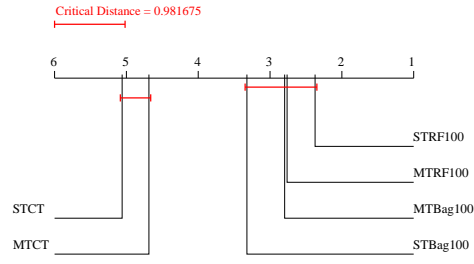 Critical Distance = 0.981675
6 5 4 3 2 1
STRF100
MTRF100
STCT MTBag100
MTCT STBag100